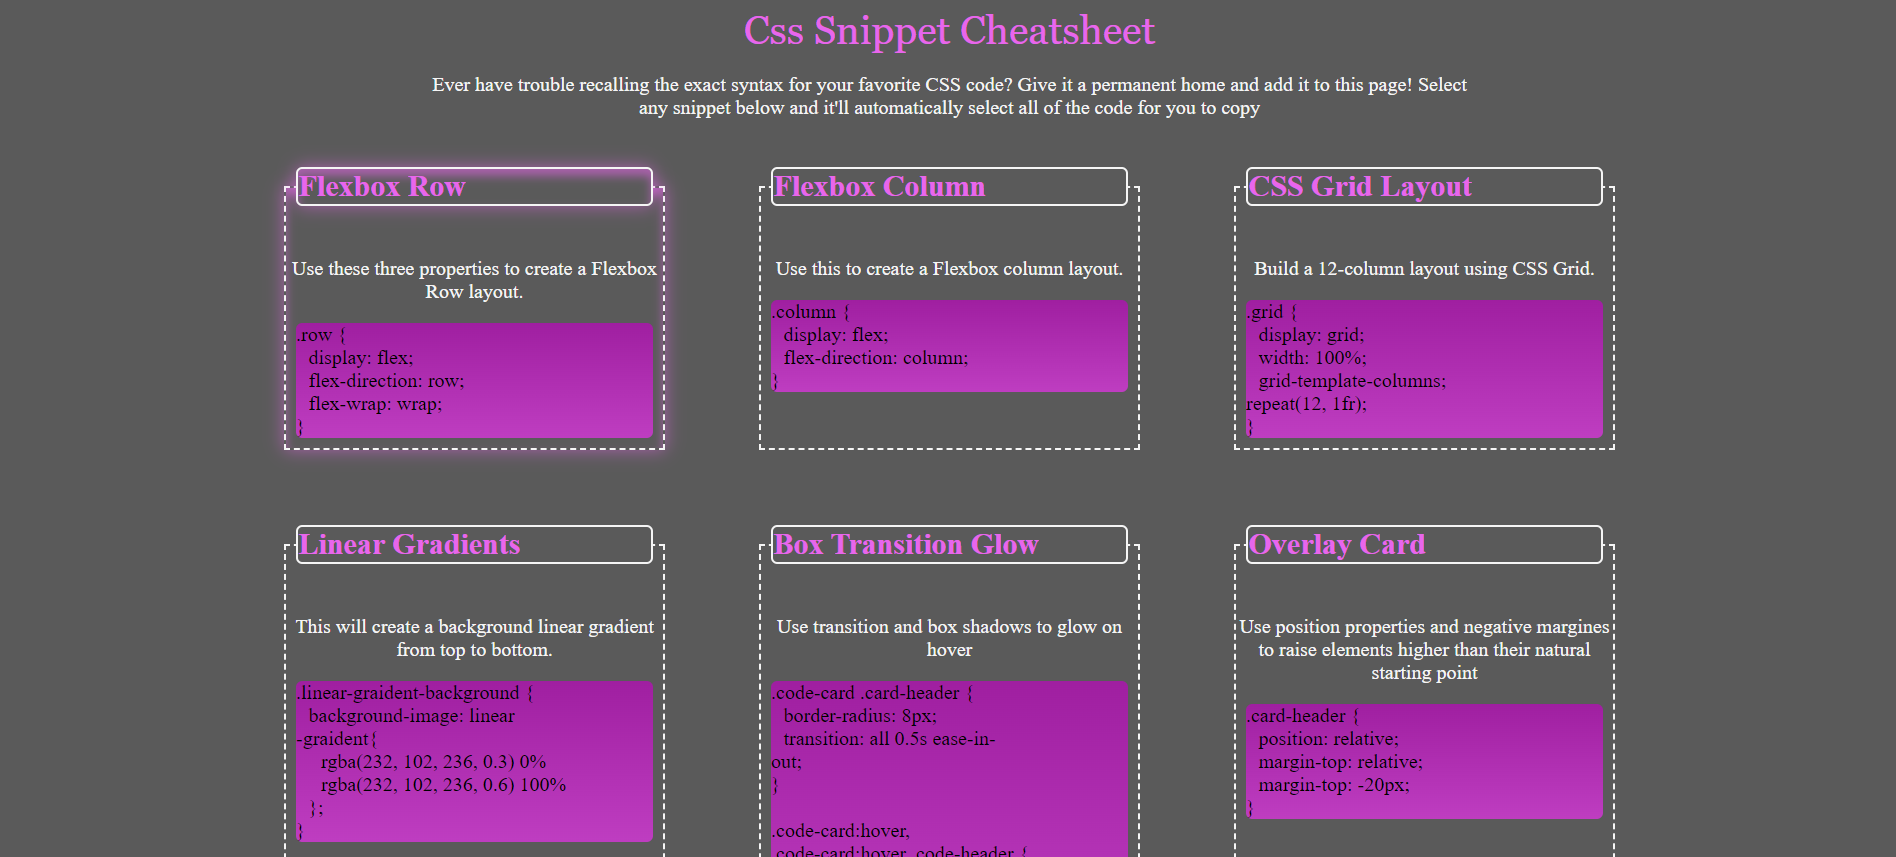 Css Snippet Cheatsheet
Ever have trouble recalling the exact syntax for your favorite CSS code? Give it a permanent home and add it to this page! Select
any snippet below and it'll automatically select all of the code for you to copy
Flexbox Row
Use these three properties to create a Flexbox
Row layout.
.row {
display: flex;
flex-direction: row;
flex-wrap: wrap;
}
Flexbox Column
Use this to create a Flexbox column layout.
.column {
display: flex;
flex-direction: column;
}
CSS Grid Layout
Build a 12-column layout using CSS Grid.
.grid {
display: grid;
width: 100%;
grid-template-columns;
repeat(12, 1fr);
}
Linear Gradients
This will create a background linear gradient
from top to bottom.
.linear-graident-background {
background-image: linear
-graident{
rgba(232, 102, 236, 0.3) 0%
rgba(232, 102, 236, 0.6) 100%
};
}
Box Transition Glow
Use transition and box shadows to glow on
hover
.code-card .card-header {
border-radius: 8px;
transition: all 0.5s ease-in-
out;
}
.code-card:hover,
.code-card:hover .code-header {
Overlay Card
Use position properties and negative margines
to raise elements higher than their natural
starting point
.card-header {
position: relative;
margin-top: relative;
margin-top: -20px;
}